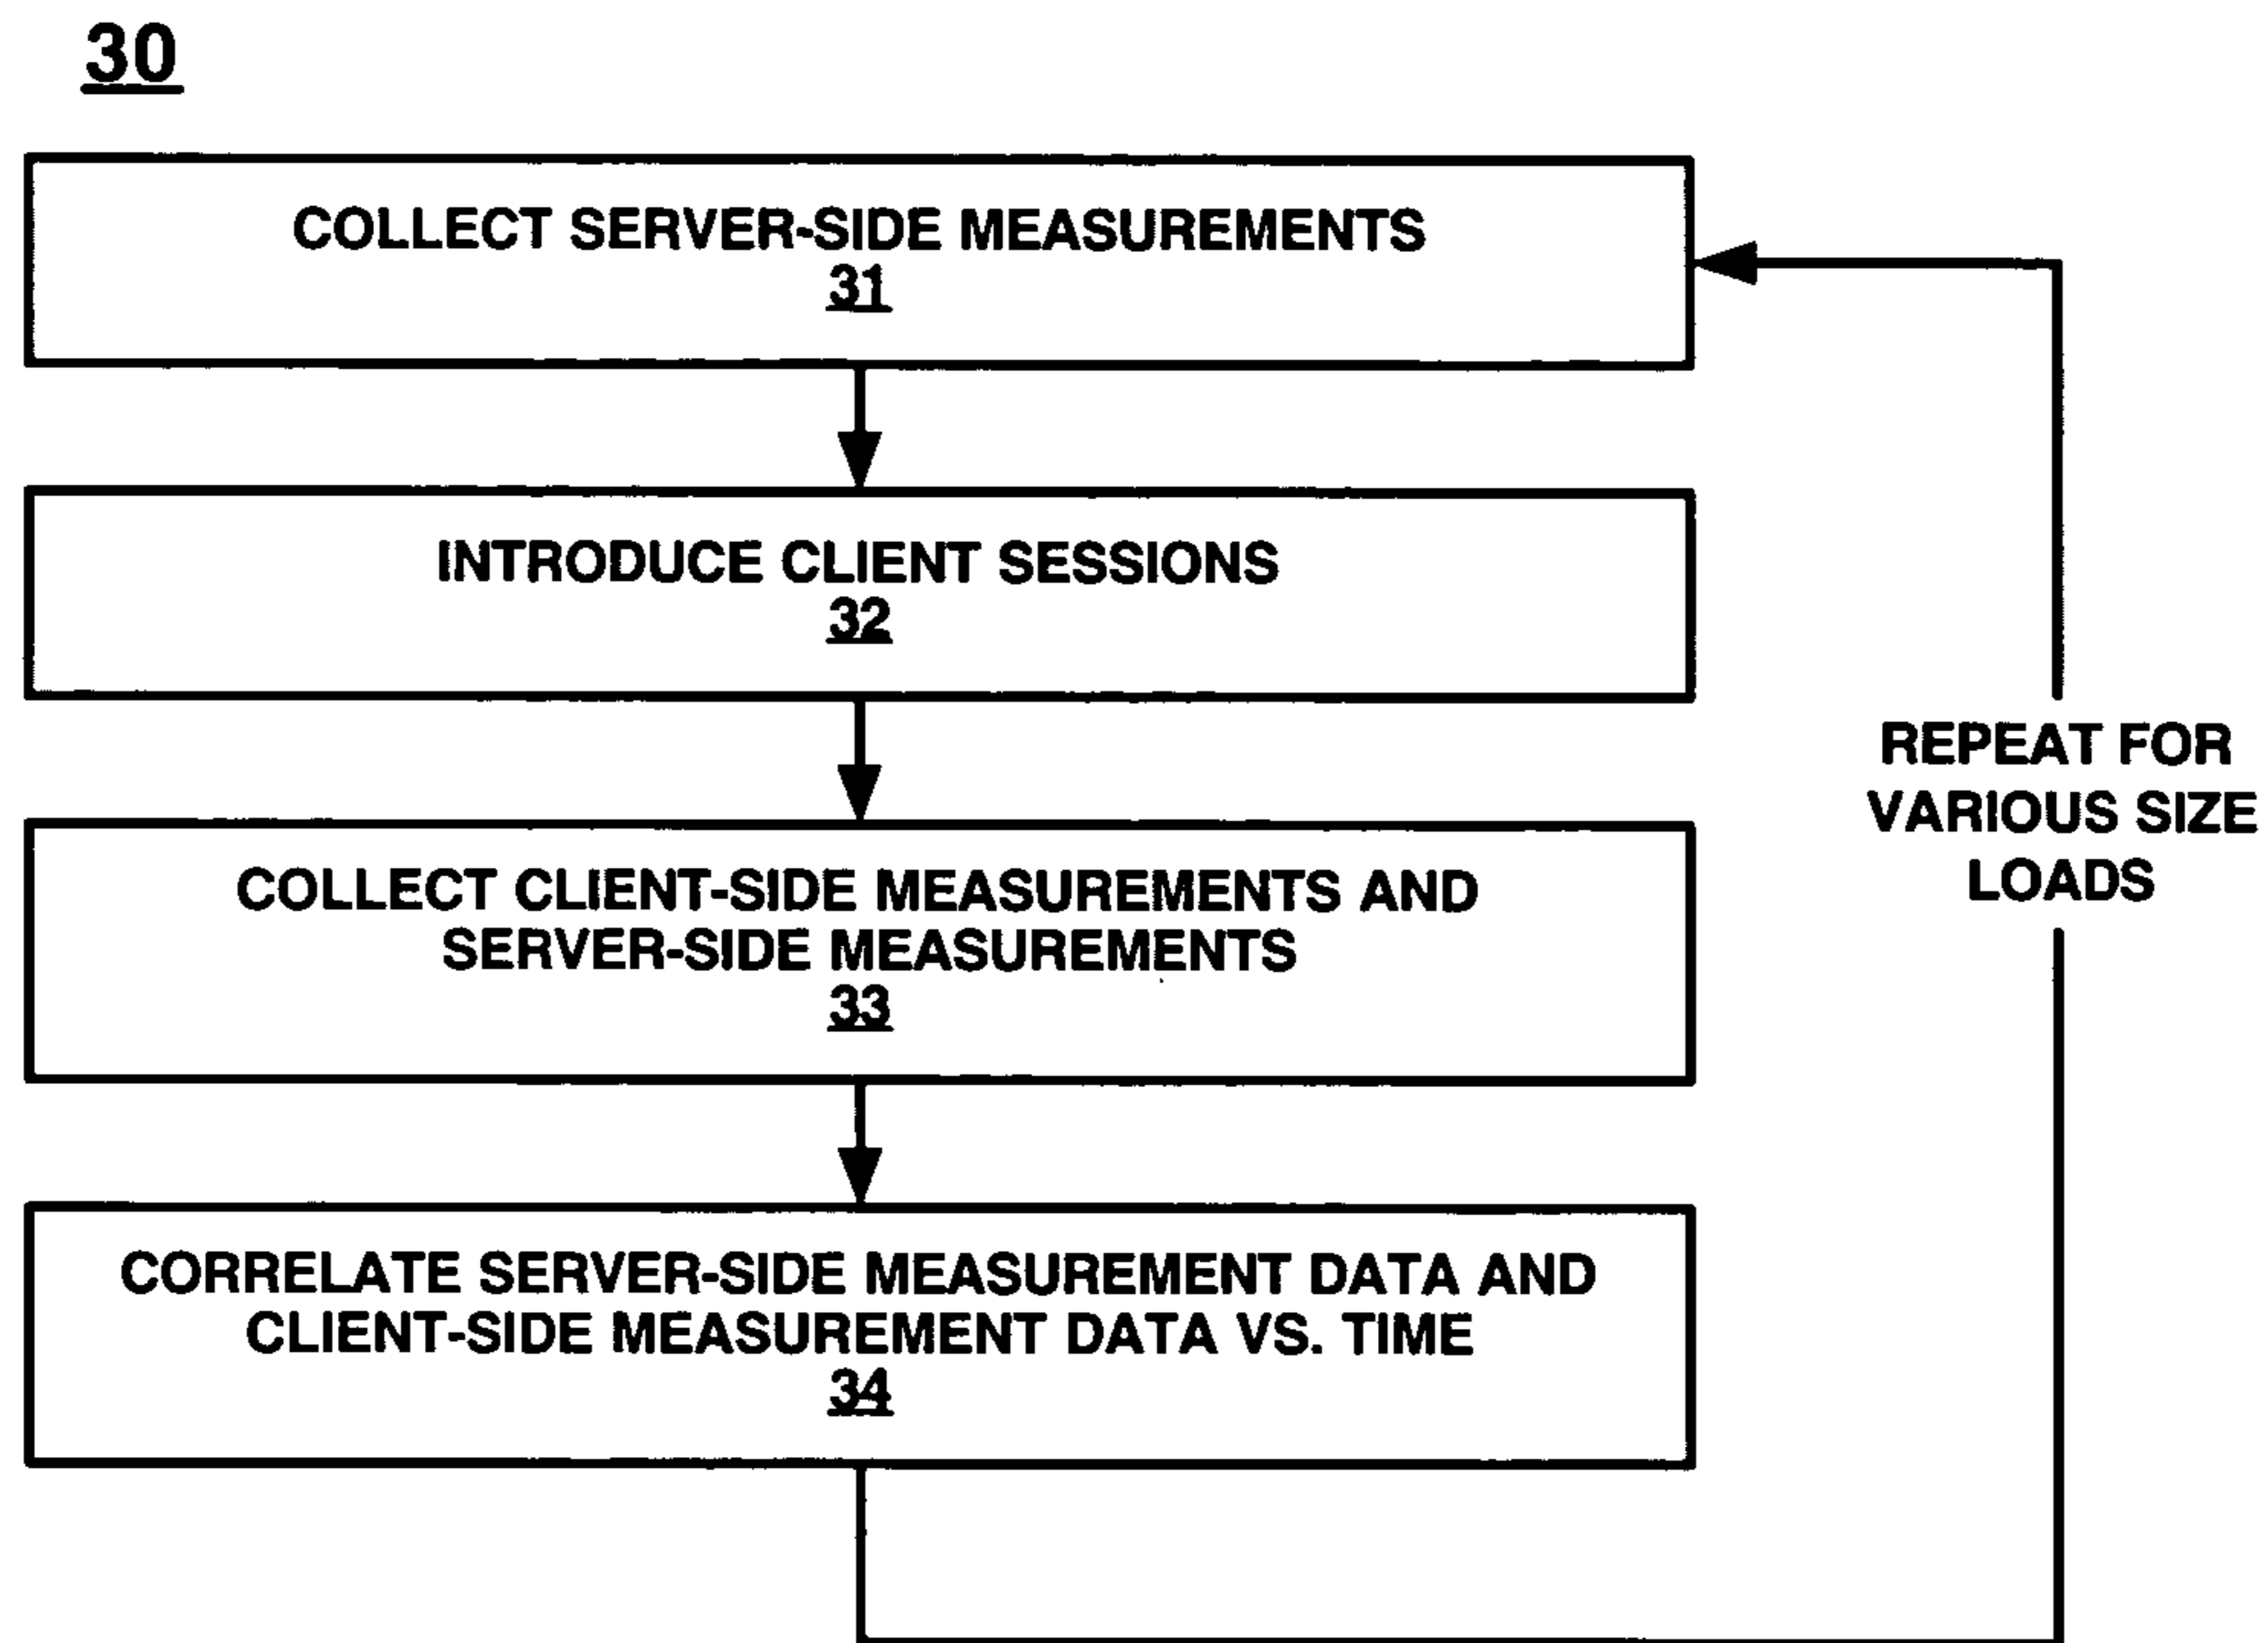 30
COLLECT SERVER-SIDE MEASUREMENTS
31
INTRODUCE CLIENT SESSIONS
32
COLLECT CLIENT-SIDE MEASUREMENTS AND
SERVER-SIDE MEASUREMENTS
33
CORRELATE SERVER-SIDE MEASUREMENT DATA AND
CLIENT-SIDE MEASUREMENT DATA VS. TIME
34
REPEAT FOR
VARIOUS SIZE
LOADS